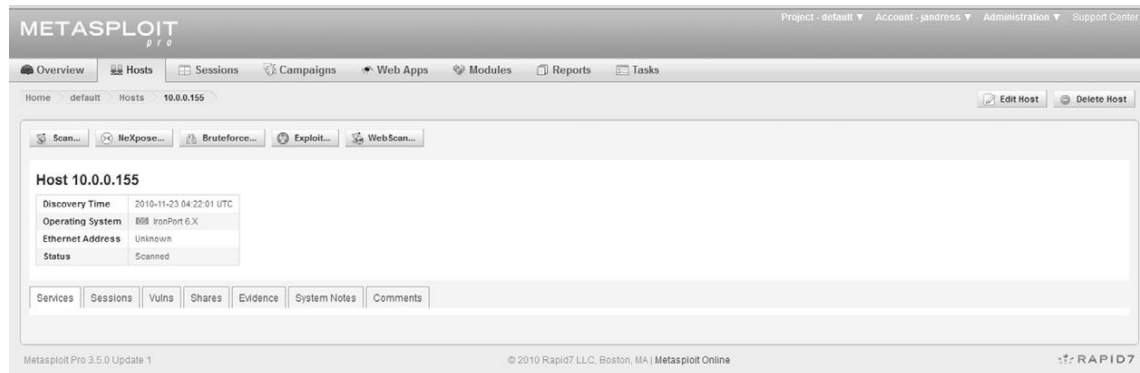 METASPLOIT
pro
Project - default ▼ Account - jandress ▼ Administration ▼ Support Center
Overview Hosts Sessions Campaigns Web Apps Modules Reports Tasks
Home default Hosts 10.0.0.155
Edit Host Delete Host
Scan... NeXpose... Bruteforce... Exploit... WebScan...
Host 10.0.0.155
Discovery Time 2010-11-23 04:22:01 UTC
Operating System IronPort 6.X
Ethernet Address Unknown
Status Scanned
Services Sessions Vulns Shares Evidence System Notes Comments
Metasploit Pro 3.5.0 Update 1 © 2010 Rapid7 LLC, Boston, MA | Metasploit Online RAPID7